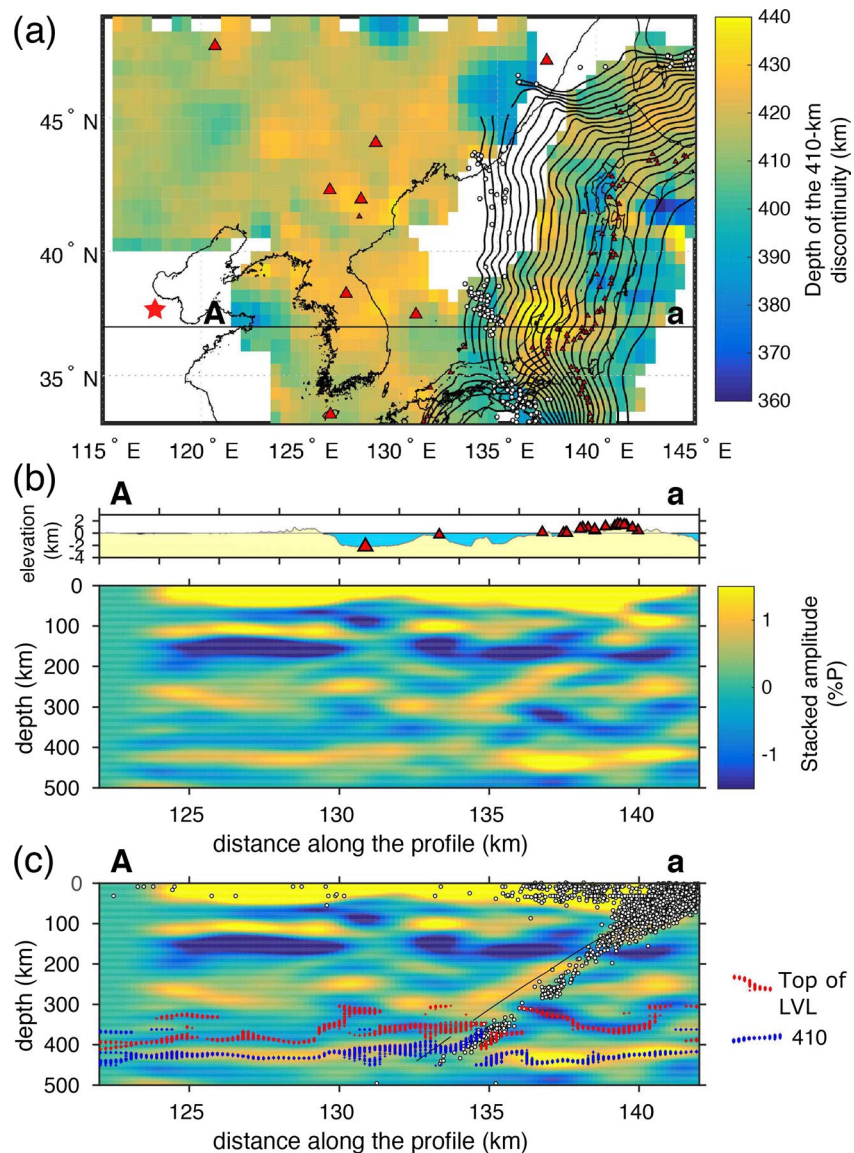 (a)
45° N
40° N
35° N
A
a
115° E 120° E 125° E 130° E 135° E 140° E 145° E
440
430
420
410
400
390
380
370
360
Depth of the 410-km
discontinuity (km)
(b)
A
a
elevation
(km)
2
0
-2
-4
0
100
200
300
400
500
depth (km)
125 130 135 140
distance along the profile (km)
1
0
-1
Stacked amplitude
(%P)
(c)
A
a
0
100
200
300
400
500
depth (km)
125 130 135 140
distance along the profile (km)
Top of
LVL
410